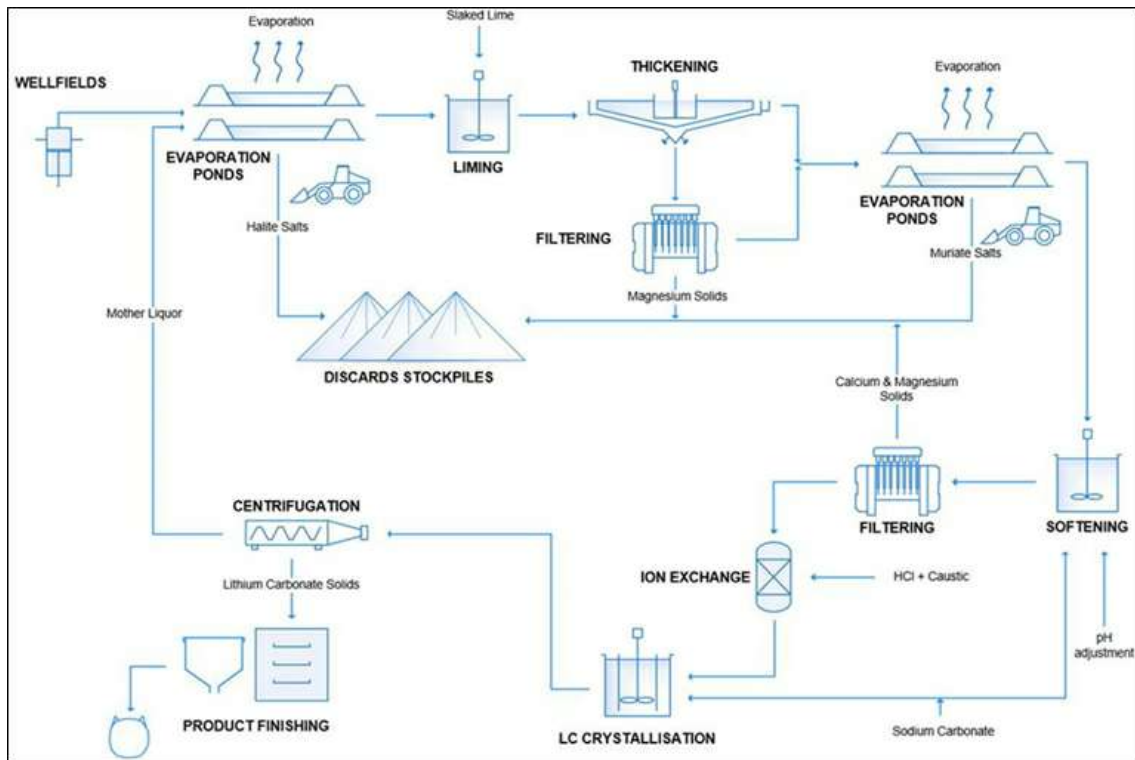 Evaporation
Slaked Lime
WELLFIELDS
THICKENING
Evaporation
EVAPORATION
PONDS
LIMING
EVAPORATION
PONDS
Halite Salts
FILTERING
Muriate Salts
Magnesium Solids
Mother Liquor
DISCARDS STOCKPILES
Calcium & Magnesium
Solids
CENTRIFUGATION
FILTERING
SOFTENING
Lithium Carbonate Solids
ION EXCHANGE
HCl + Caustic
pH
adjustment
PRODUCT FINISHING
LC CRYSTALLISATION
Sodium Carbonate